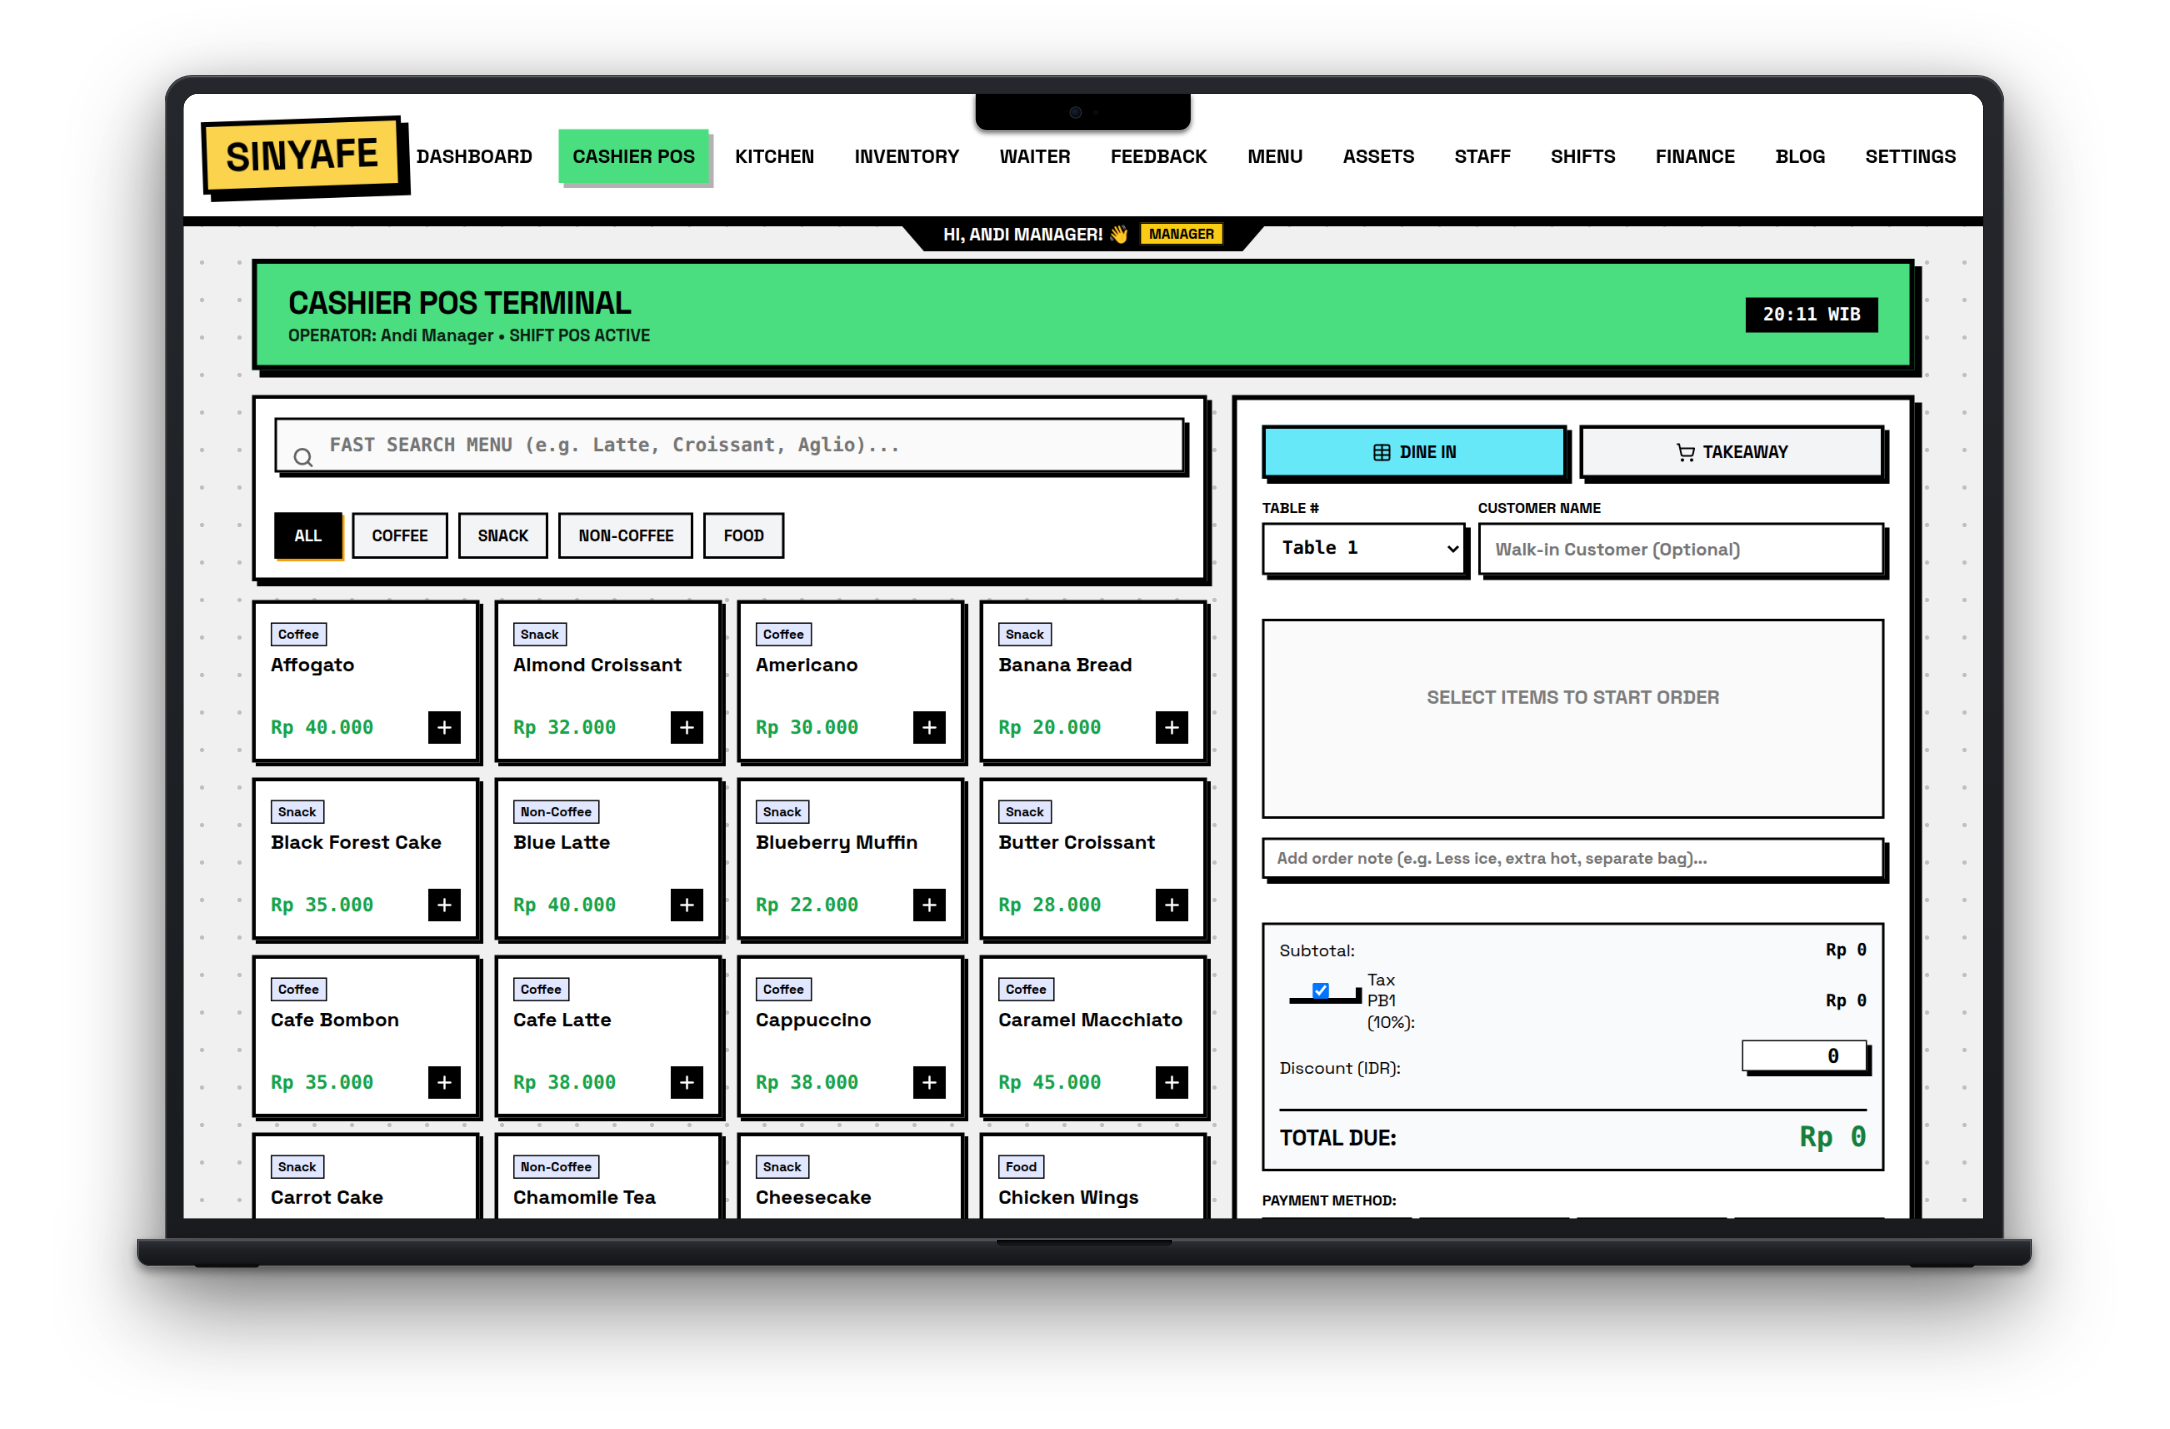 SINYAFE
DASHBOARD CASHIER POS KITCHEN INVENTORY WAITER FEEDBACK MENU ASSETS STAFF SHIFTS FINANCE BLOG SETTINGS
HI, ANDI MANAGER! 👋 MANAGER
CASHIER POS TERMINAL
OPERATOR: Andi Manager • SHIFT POS ACTIVE
20:11 WIB
FAST SEARCH MENU (e.g. Latte, Croissant, Aglio)...
ALL COFFEE SNACK NON-COFFEE FOOD
Coffee
Affogato
Rp 40.000
+
Snack
Almond Croissant
Rp 32.000
+
Coffee
Americano
Rp 30.000
+
Snack
Banana Bread
Rp 20.000
+
Snack
Black Forest Cake
Rp 35.000
+
Non-Coffee
Blue Latte
Rp 40.000
+
Snack
Blueberry Muffin
Rp 22.000
+
Snack
Butter Croissant
Rp 28.000
+
Coffee
Cafe Bombon
Rp 35.000
+
Coffee
Cafe Latte
Rp 38.000
+
Coffee
Cappuccino
Rp 38.000
+
Coffee
Caramel Macchiato
Rp 45.000
+
Snack
Carrot Cake
Non-Coffee
Chamomile Tea
Snack
Cheesecake
Food
Chicken Wings
DINE IN TAKEAWAY
TABLE # CUSTOMER NAME
Table 1 Walk-in Customer (Optional)
SELECT ITEMS TO START ORDER
Add order note (e.g. Less ice, extra hot, separate bag)...
Subtotal: Rp 0
Tax
PB1 Rp 0
(10%):
Discount (IDR): 0
TOTAL DUE: Rp 0
PAYMENT METHOD: